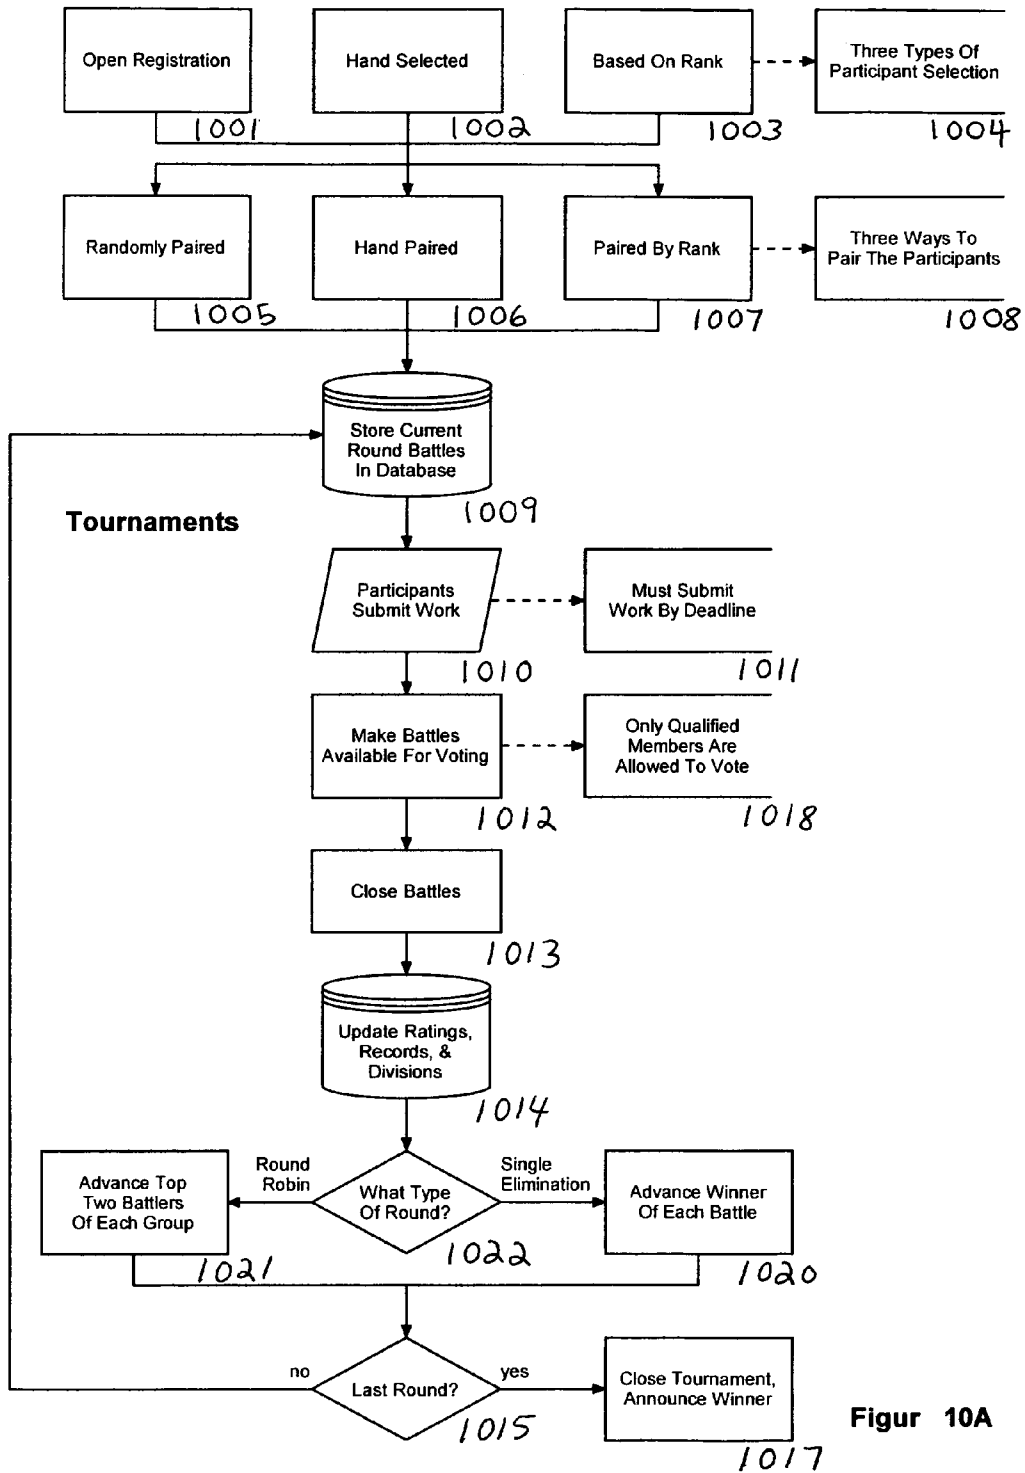 Open Registration
1001
Hand Selected
1002
Based On Rank
1003
Three Types Of
Participant Selection
1004
Randomly Paired
1005
Hand Paired
1006
Paired By Rank
1007
Three Ways To
Pair The Participants
1008
Store Current
Round Battles
In Database
1009
Tournaments
Participants
Submit Work
1010
Must Submit
Work By Deadline
1011
Make Battles
Available For Voting
1012
Only Qualified
Members Are
Allowed To Vote
1018
Close Battles
1013
Update Ratings,
Records, &
Divisions
1014
Advance Top
Two Battlers
Of Each Group
1021
Round
Robin
What Type
Of Round?
1022
Single
Elimination
Advance Winner
Of Each Battle
1020
no
Last Round?
1015
yes
Close Tournament,
Announce Winner
1017
Figur 10A